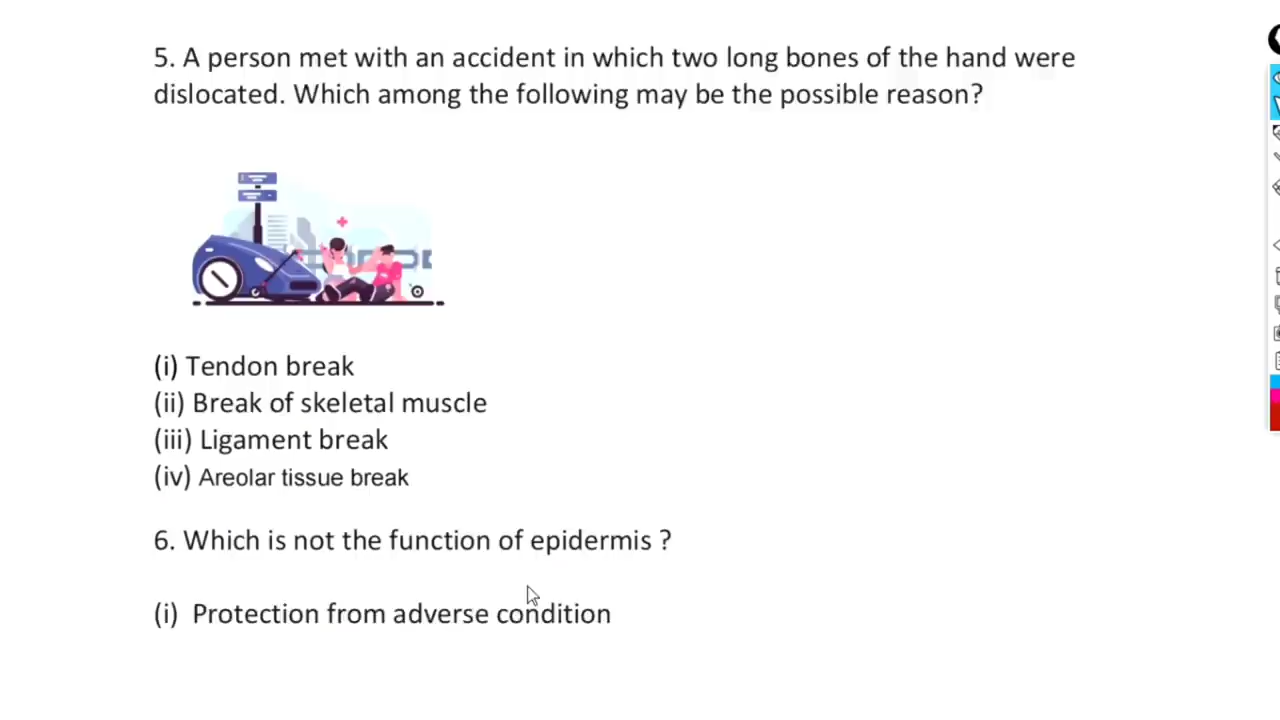 5. A person met with an accident in which two long bones of the hand were
dislocated. Which among the following may be the possible reason?
(i) Tendon break
(ii) Break of skeletal muscle
(iii) Ligament break
(iv) Areolar tissue break
6. Which is not the function of epidermis ?
(i) Protection from adverse condition